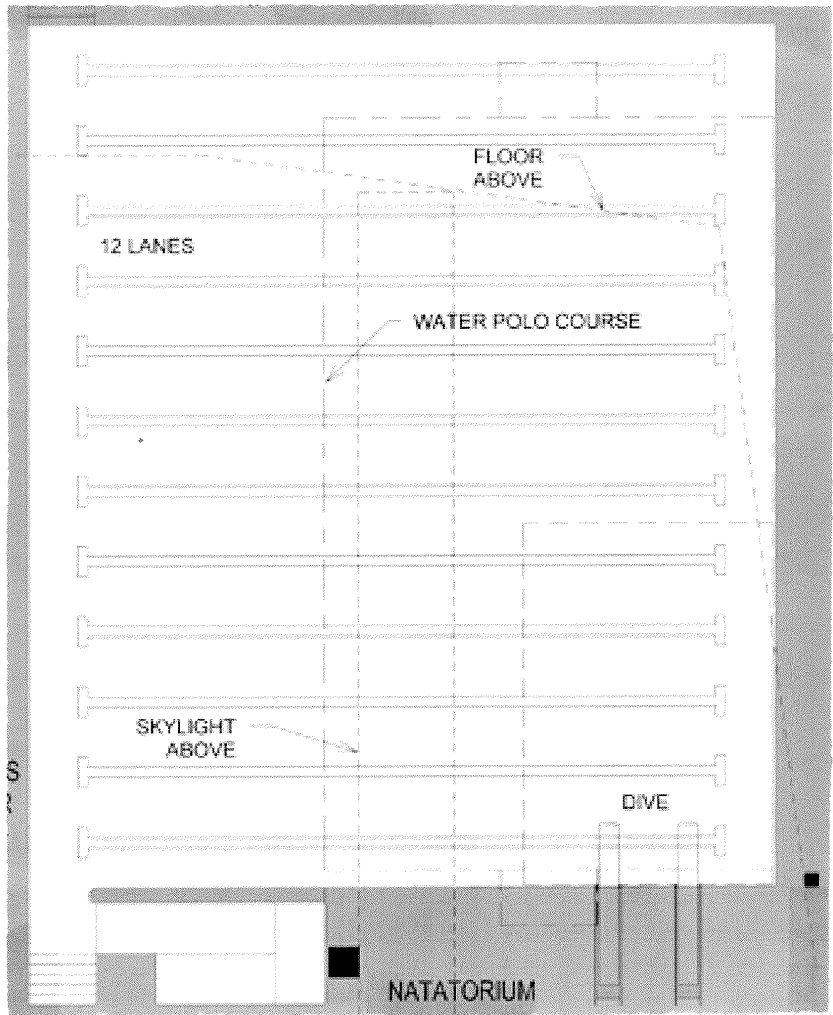 FLOOR
ABOVE
12 LANES
WATER POLO COURSE
SKYLIGHT
ABOVE
DIVE
NATATORIUM